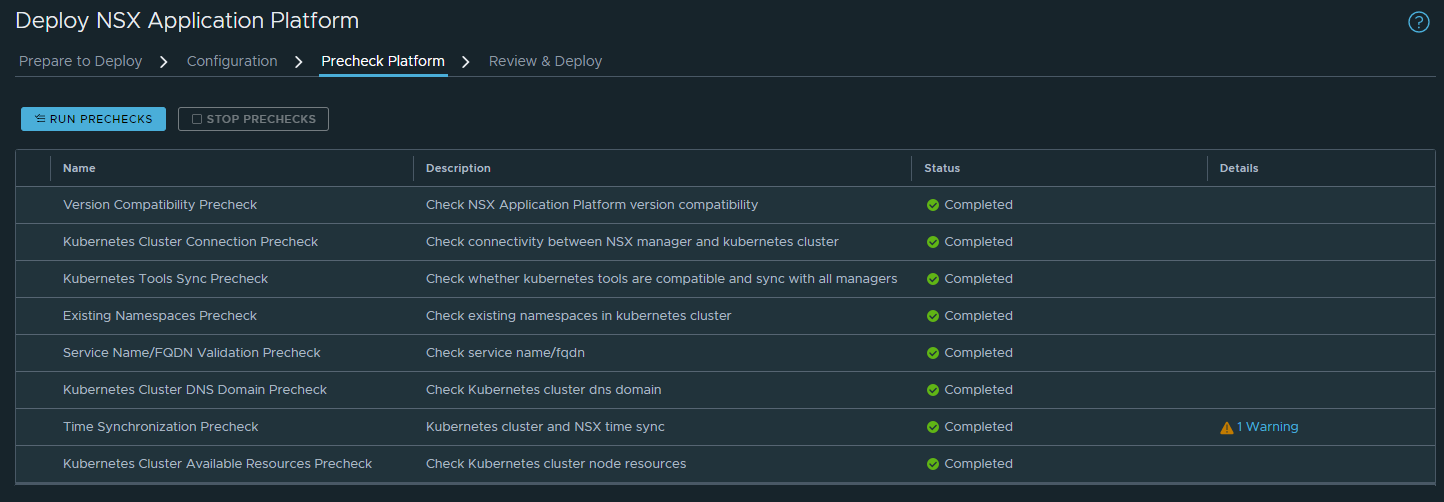 Deploy NSX Application Platform
?
Prepare to Deploy > Configuration > Precheck Platform > Review & Deploy
RUN PRECHECKS STOP PRECHECKS
Name Description Status Details
Version Compatibility Precheck Check NSX Application Platform version compatibility Completed
Kubernetes Cluster Connection Precheck Check connectivity between NSX manager and kubernetes cluster Completed
Kubernetes Tools Sync Precheck Check whether kubernetes tools are compatible and sync with all managers Completed
Existing Namespaces Precheck Check existing namespaces in kubernetes cluster Completed
Service Name/FQDN Validation Precheck Check service name/fqdn Completed
Kubernetes Cluster DNS Domain Precheck Check Kubernetes cluster dns domain Completed
Time Synchronization Precheck Kubernetes cluster and NSX time sync Completed 1 Warning
Kubernetes Cluster Available Resources Precheck Check Kubernetes cluster node resources Completed